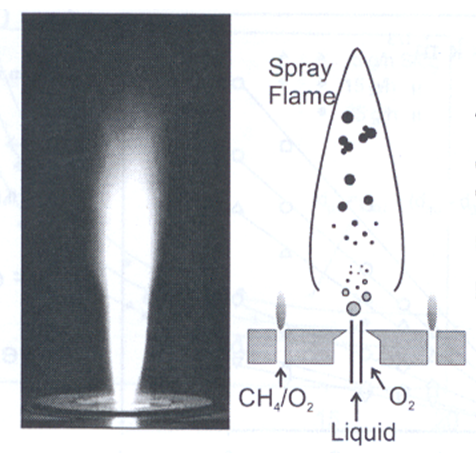 Spray
Flame
CH₄/O₂
O₂
Liquid